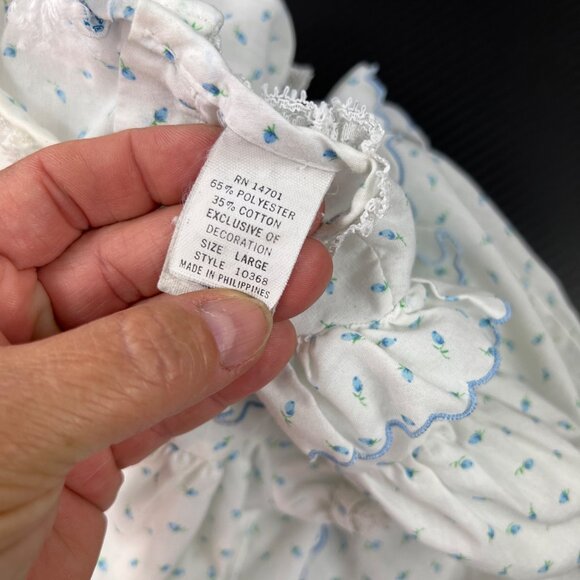 RN 14701
65% POLYESTER
35% COTTON
EXCLUSIVE OF
DECORATION
SIZE LARGE
STYLE 10368
MADE IN PHILIPPINES